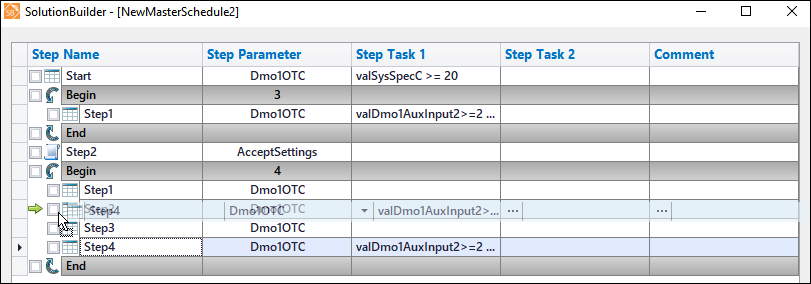 SolutionBuilder - [NewMasterSchedule2]
Step Name Step Parameter Step Task 1 Step Task 2 Comment
Start Dmo1OTC valSysSpecC >= 20
Begin 3
Step1 Dmo1OTC valDmo1AuxInput2>=2 ...
End
Step2 AcceptSettings
Begin 4
Step1 Dmo1OTC
Step4 Dmo1OTC valDmo1AuxInput2>=2... ... ...
Step3 Dmo1OTC
Step4 Dmo1OTC valDmo1AuxInput2>=2 ...
End